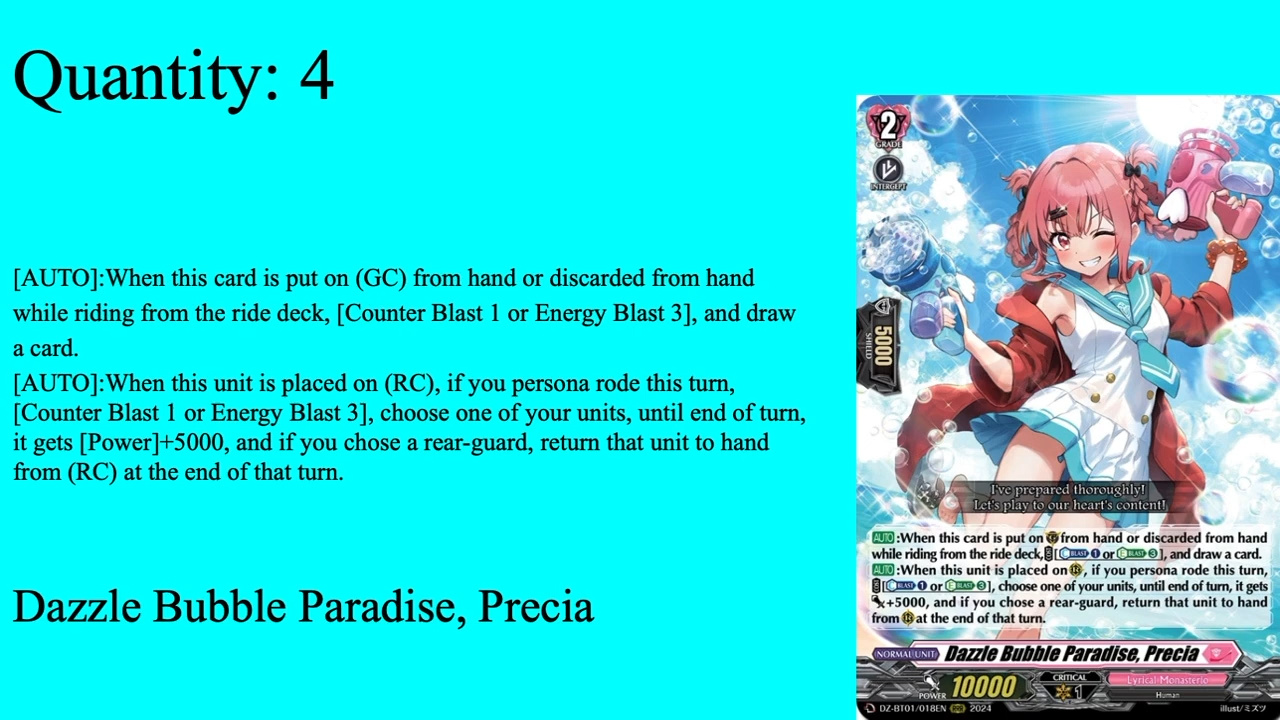 Quantity: 4
[AUTO]:When this card is put on (GC) from hand or discarded from hand
while riding from the ride deck, [Counter Blast 1 or Energy Blast 3], and draw
a card.
[AUTO]:When this unit is placed on (RC), if you persona rode this turn,
[Counter Blast 1 or Energy Blast 3], choose one of your units, until end of turn,
it gets [Power]+5000, and if you chose a rear-guard, return that unit to hand
from (RC) at the end of that turn.
Dazzle Bubble Paradise, Precia
2
GRADE
INTERCEPT
5000
SHIELD
I've prepared thoroughly!
Let's play to our heart's content!
AUTO:When this card is put on from hand or discarded from hand
while riding from the ride deck, [C BLAST 1 or E BLAST 3], and draw a card.
AUTO:When this unit is placed on , if you persona rode this turn,
[C BLAST 1 or E BLAST 3], choose one of your units, until end of turn, it gets
+5000, and if you chose a rear-guard, return that unit to hand
from at the end of that turn.
NORMAL UNIT Dazzle Bubble Paradise, Precia
POWER 10000 CRITICAL 1 Lyrical Monasterio
Human
DZ-BT01/018EN RRR 2024 illust/ミズツ